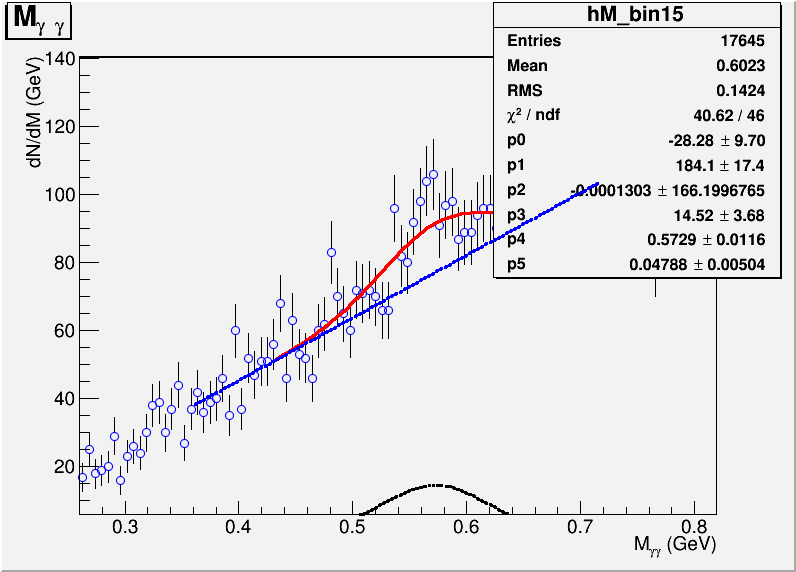 M γ γ
hM_bin15
Entries 17645
Mean 0.6023
RMS 0.1424
χ² / ndf 40.62 / 46
p0 -28.28 ± 9.70
p1 184.1 ± 17.4
p2 -0.0001303 ± 166.1996765
p3 14.52 ± 3.68
p4 0.5729 ± 0.0116
p5 0.04788 ± 0.00504
dN/dM (GeV)
140
120
100
80
60
40
20
0.3 0.4 0.5 0.6 0.7 0.8
Mγγ (GeV)